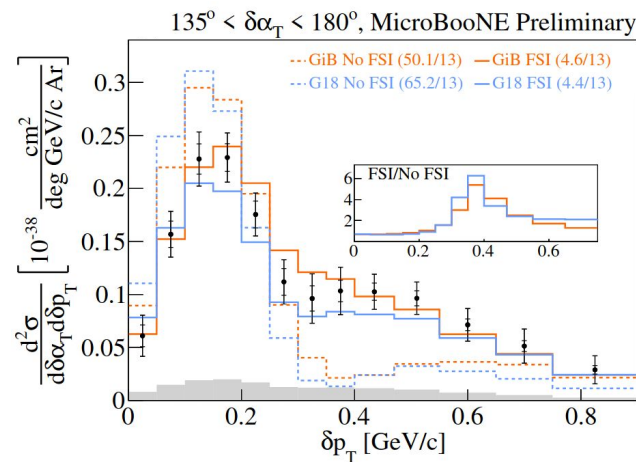 135° < δα_T < 180°, MicroBooNE Preliminary
GiB No FSI (50.1/13) GiB FSI (4.6/13)
G18 No FSI (65.2/13) G18 FSI (4.4/13)
d²σ/dδα_T dδp_T [10⁻³⁸ cm²/deg GeV/c Ar]
0.3
0.25
0.2
0.15
0.1
0.05
0
FSI/No FSI
6
4
2
0 0.2 0.4 0.6
0 0.2 0.4 0.6 0.8
δp_T [GeV/c]